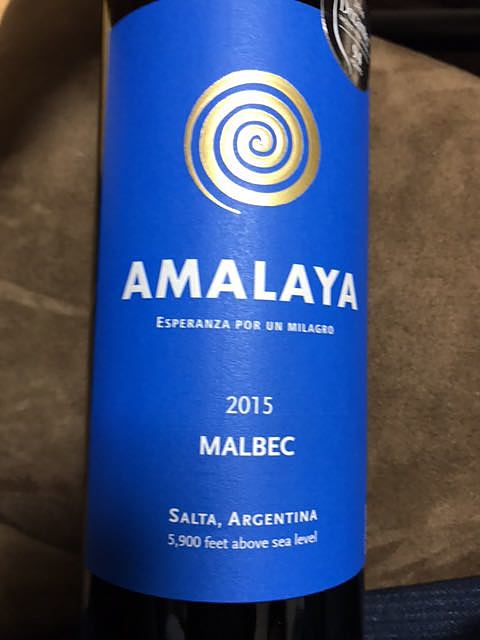 AMALAYA
ESPERANZA POR UN MILAGRO
2015
MALBEC
SALTA, ARGENTINA
5,900 feet above sea level